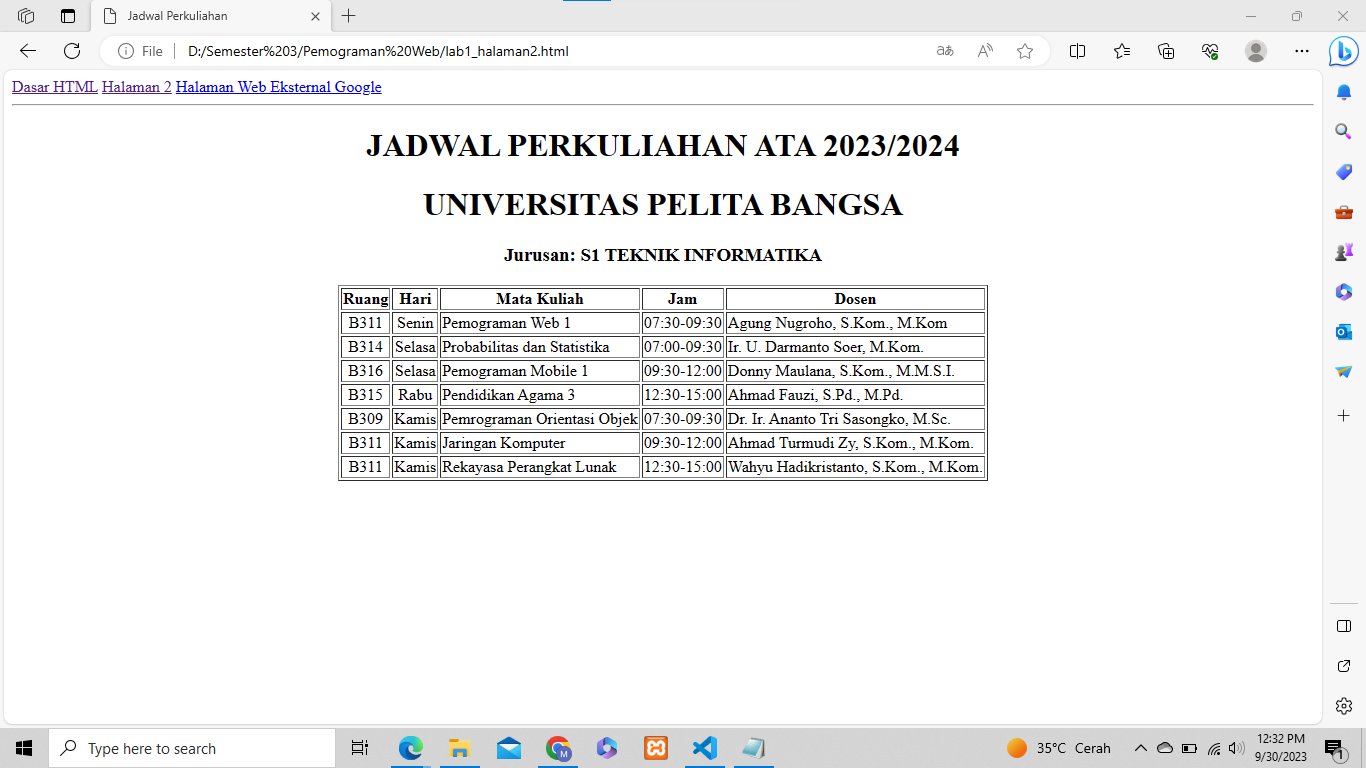 Jadwal Perkuliahan
File D:/Semester%203/Pemograman%20Web/lab1_halaman2.html
Dasar HTML Halaman 2 Halaman Web Eksternal Google
JADWAL PERKULIAHAN ATA 2023/2024
UNIVERSITAS PELITA BANGSA
Jurusan: S1 TEKNIK INFORMATIKA
Ruang Hari Mata Kuliah Jam Dosen
B311 Senin Pemograman Web 1 07:30-09:30 Agung Nugroho, S.Kom., M.Kom
B314 Selasa Probabilitas dan Statistika 07:00-09:30 Ir. U. Darmanto Soer, M.Kom.
B316 Selasa Pemograman Mobile 1 09:30-12:00 Donny Maulana, S.Kom., M.M.S.I.
B315 Rabu Pendidikan Agama 3 12:30-15:00 Ahmad Fauzi, S.Pd., M.Pd.
B309 Kamis Pemrograman Orientasi Objek 07:30-09:30 Dr. Ir. Ananto Tri Sasongko, M.Sc.
B311 Kamis Jaringan Komputer 09:30-12:00 Ahmad Turmudi Zy, S.Kom., M.Kom.
B311 Kamis Rekayasa Perangkat Lunak 12:30-15:00 Wahyu Hadikristanto, S.Kom., M.Kom.
Type here to search
35°C Cerah
12:32 PM
9/30/2023
1